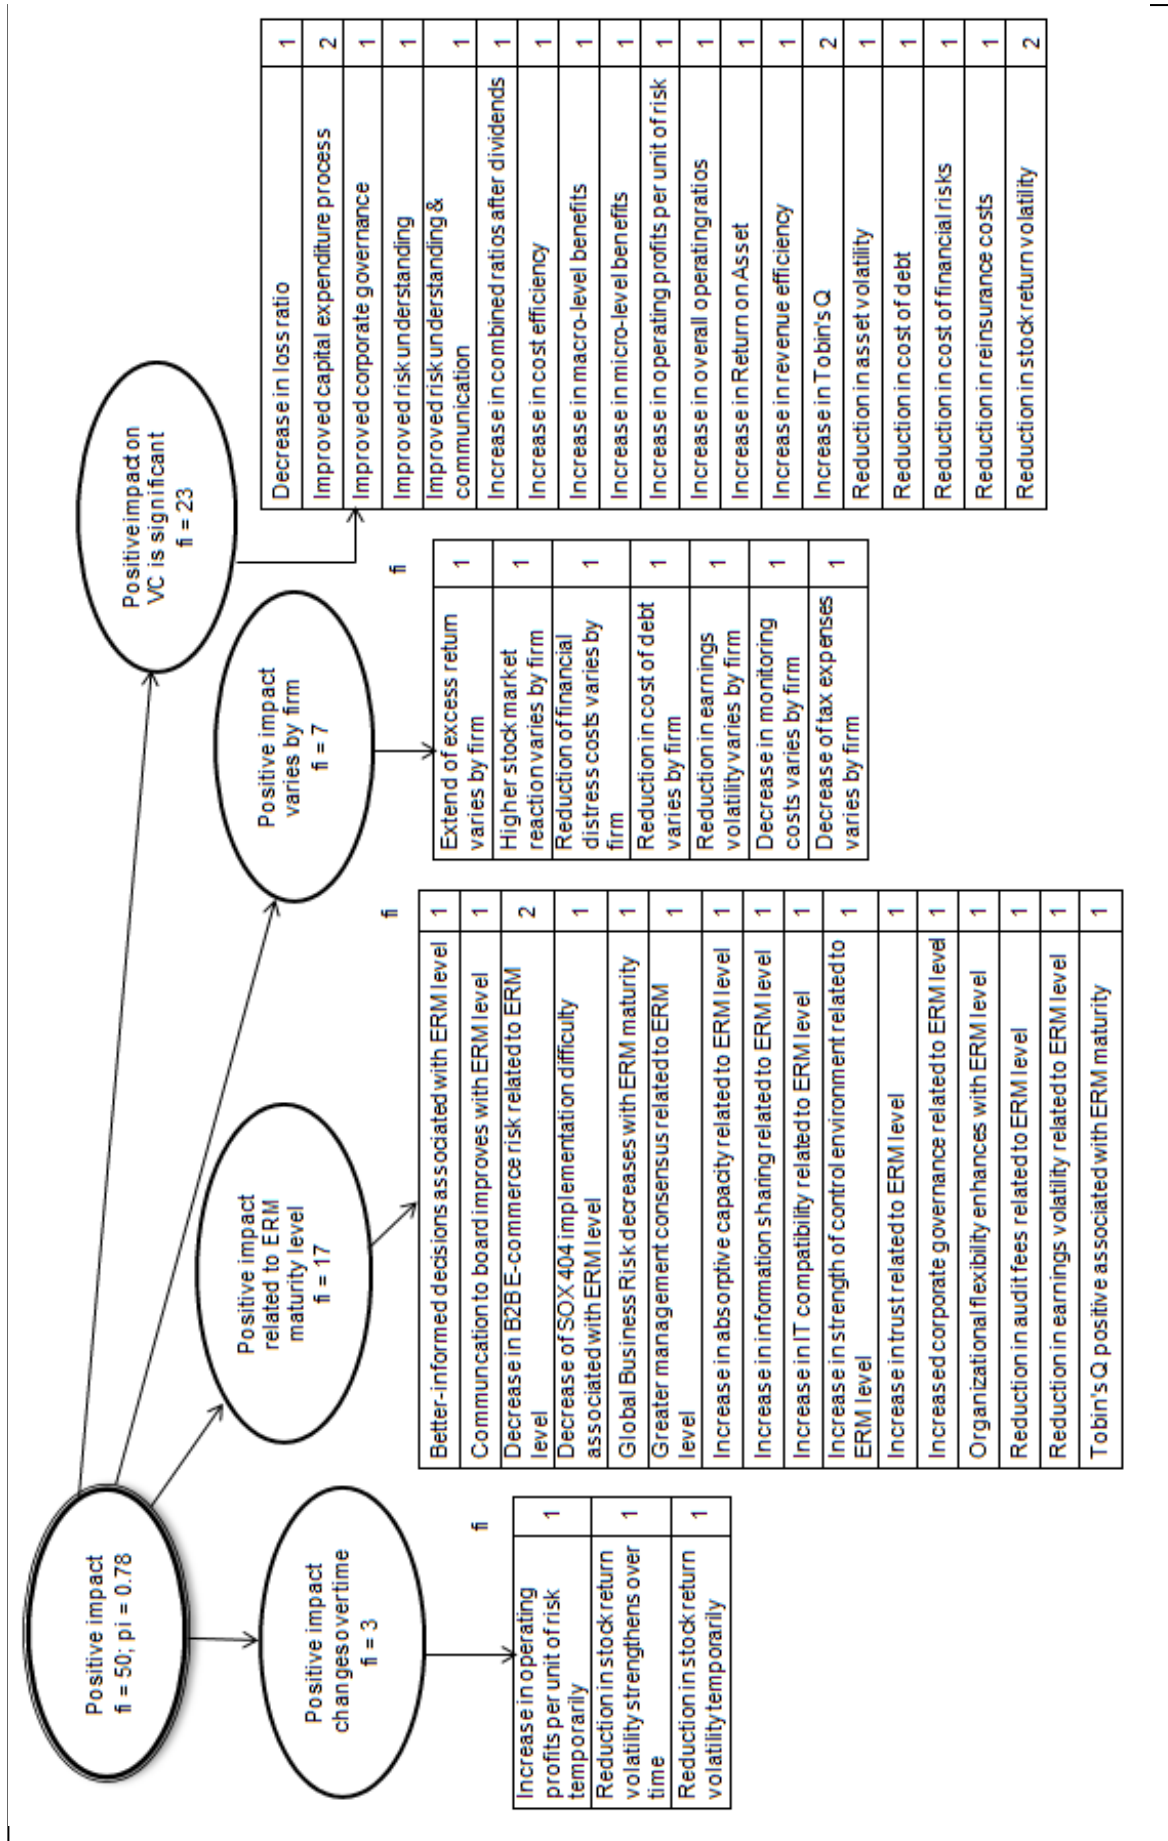 Positive impact
fi = 50; pi = 0.78
Positive impact
changes overtime
fi = 3
Positive impact
related to ERM
maturity level
fi = 17
Positive impact
varies by firm
fi = 7
Positive impact on
VC is significant
fi = 23
fi
Increase in operating
profits per unit of risk
temporarily
1
Reduction in stock return
volatility strengthens over
time
1
Reduction in stock return
volatility temporarily
1
fi
Better-informed decisions associated with ERM level 1
Communcation to board improves with ERM level 1
Decrease in B2B E-commerce risk related to ERM
level
2
Decrease of SOX 404 implementation difficulty
associated with ERM level
1
Global Business Risk decreases with ERM maturity 1
Greater management consensus related to ERM
level
1
Increase in absorptive capacity related to ERM level 1
Increase in information sharing related to ERM level 1
Increase in IT compatibility related to ERM level 1
Increase in strength of control environment related to
ERM level
1
Increase in trust related to ERM level 1
Increased corporate governance related to ERM level 1
Organizational flexibility enhances with ERM level 1
Reduction in audit fees related to ERM level 1
Reduction in earnings volatility related to ERM level 1
Tobin's Q positive associated with ERM maturity 1
fi
Extend of excess return
varies by firm
1
Higher stock market
reaction varies by firm
1
Reduction of financial
distress costs varies by
firm
1
Reduction in cost of debt
varies by firm
1
Reduction in earnings
volatility varies by firm
1
Decrease in monitoring
costs varies by firm
1
Decrease of tax expenses
varies by firm
1
Decrease in loss ratio 1
Improved capital expenditure process 2
Improved corporate governance 1
Improved risk understanding 1
Improved risk understanding &
communication
1
Increase in combined ratios after dividends 1
Increase in cost efficiency 1
Increase in macro-level benefits 1
Increase in micro-level benefits 1
Increase in operating profits per unit of risk 1
Increase in overall operating ratios 1
Increase in Return on Asset 1
Increase in revenue efficiency 1
Increase in Tobin's Q 2
Reduction in asset volatility 1
Reduction in cost of debt 1
Reduction in cost of financial risks 1
Reduction in reinsurance costs 1
Reduction in stock return volatility 2